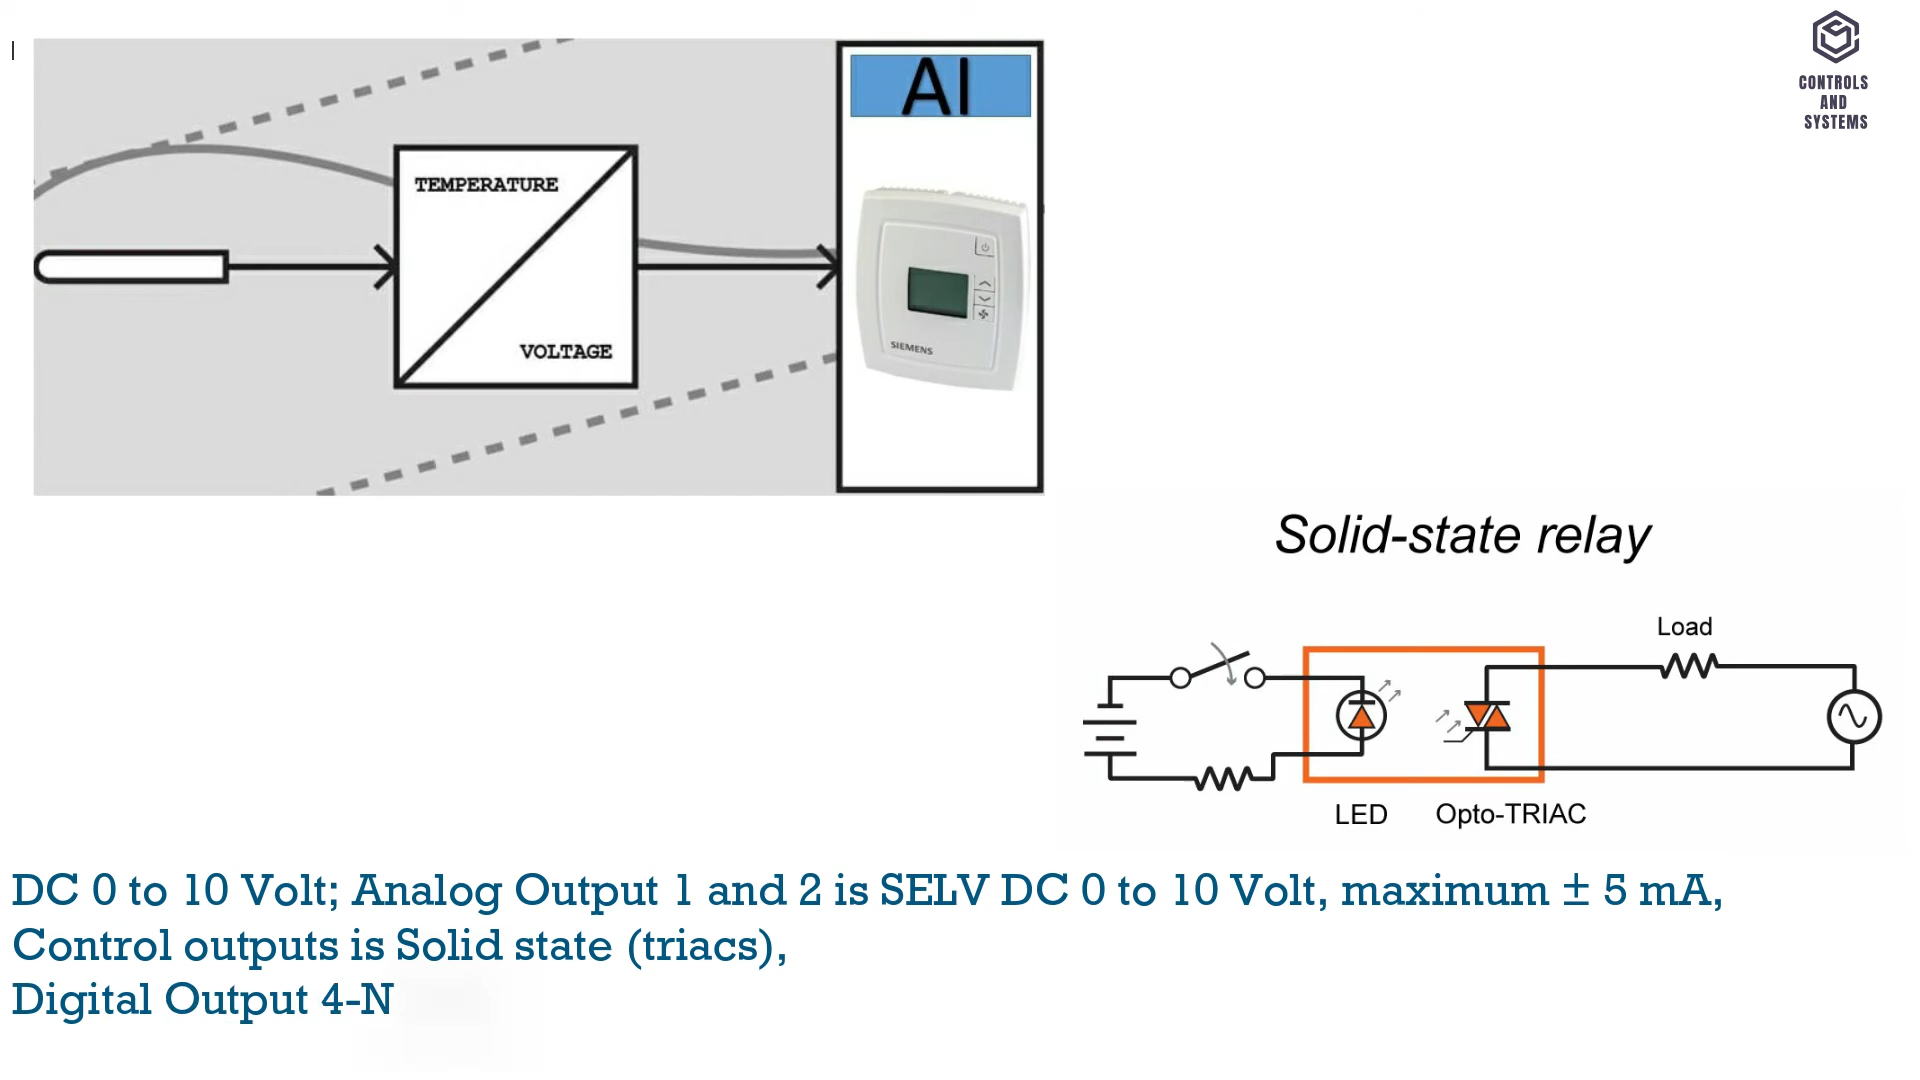 AI
TEMPERATURE
VOLTAGE
SIEMENS
CONTROLS
AND
SYSTEMS
Solid-state relay
Load
LED
Opto-TRIAC
DC 0 to 10 Volt; Analog Output 1 and 2 is SELV DC 0 to 10 Volt, maximum ± 5 mA,
Control outputs is Solid state (triacs),
Digital Output 4-N